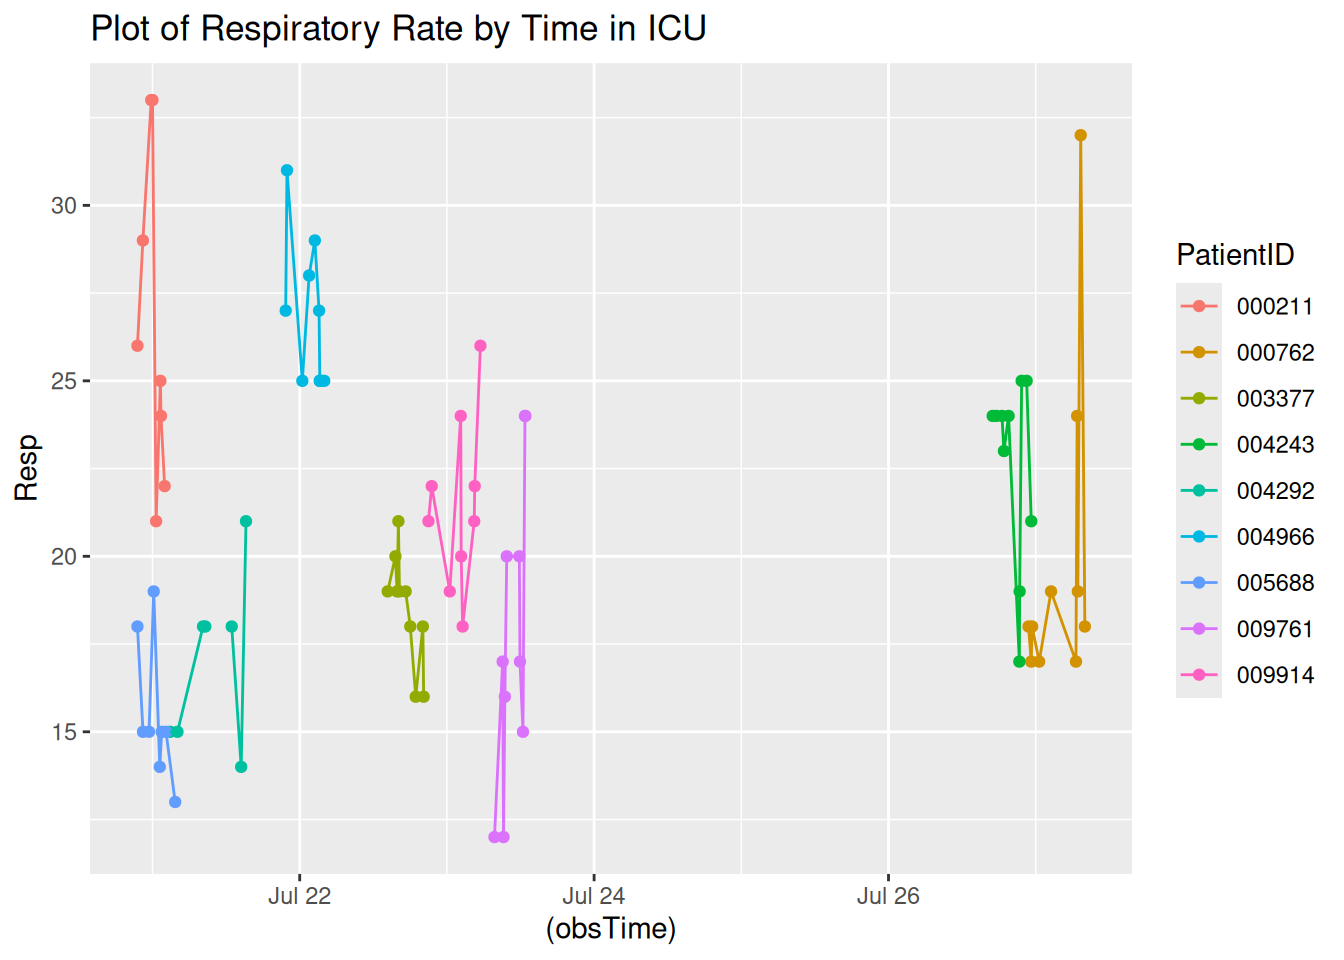 Plot of Respiratory Rate by Time in ICU
Resp
30
25
20
15
Jul 22
Jul 24
Jul 26
(obsTime)
PatientID
000211
000762
003377
004243
004292
004966
005688
009761
009914